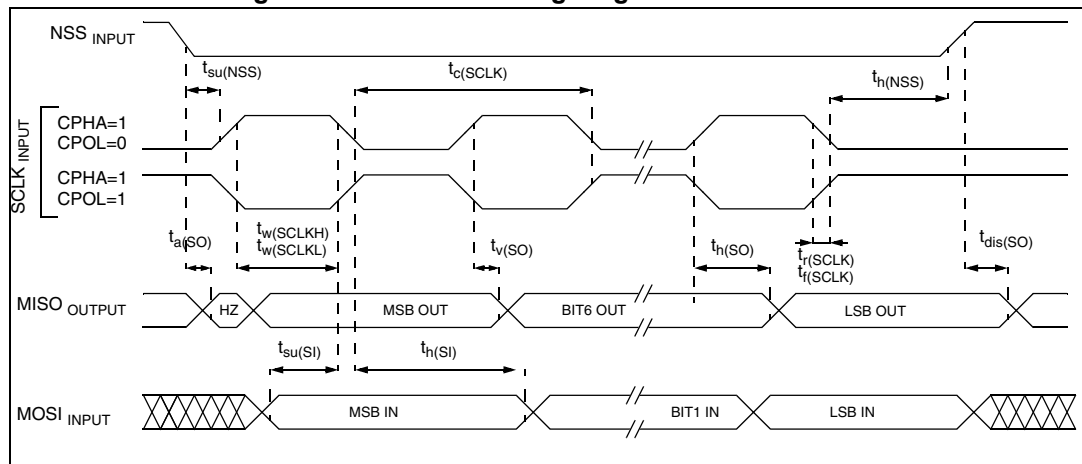 NSS INPUT
tsu(NSS)
tc(SCLK)
th(NSS)
SCLK INPUT
CPHA=1
CPOL=0
CPHA=1
CPOL=1
ta(SO)
tw(SCLKH)
tw(SCLKL)
tv(SO)
th(SO)
tr(SCLK)
tf(SCLK)
tdis(SO)
MISO OUTPUT
HZ
MSB OUT
BIT6 OUT
LSB OUT
tsu(SI)
th(SI)
MOSI INPUT
MSB IN
BIT1 IN
LSB IN